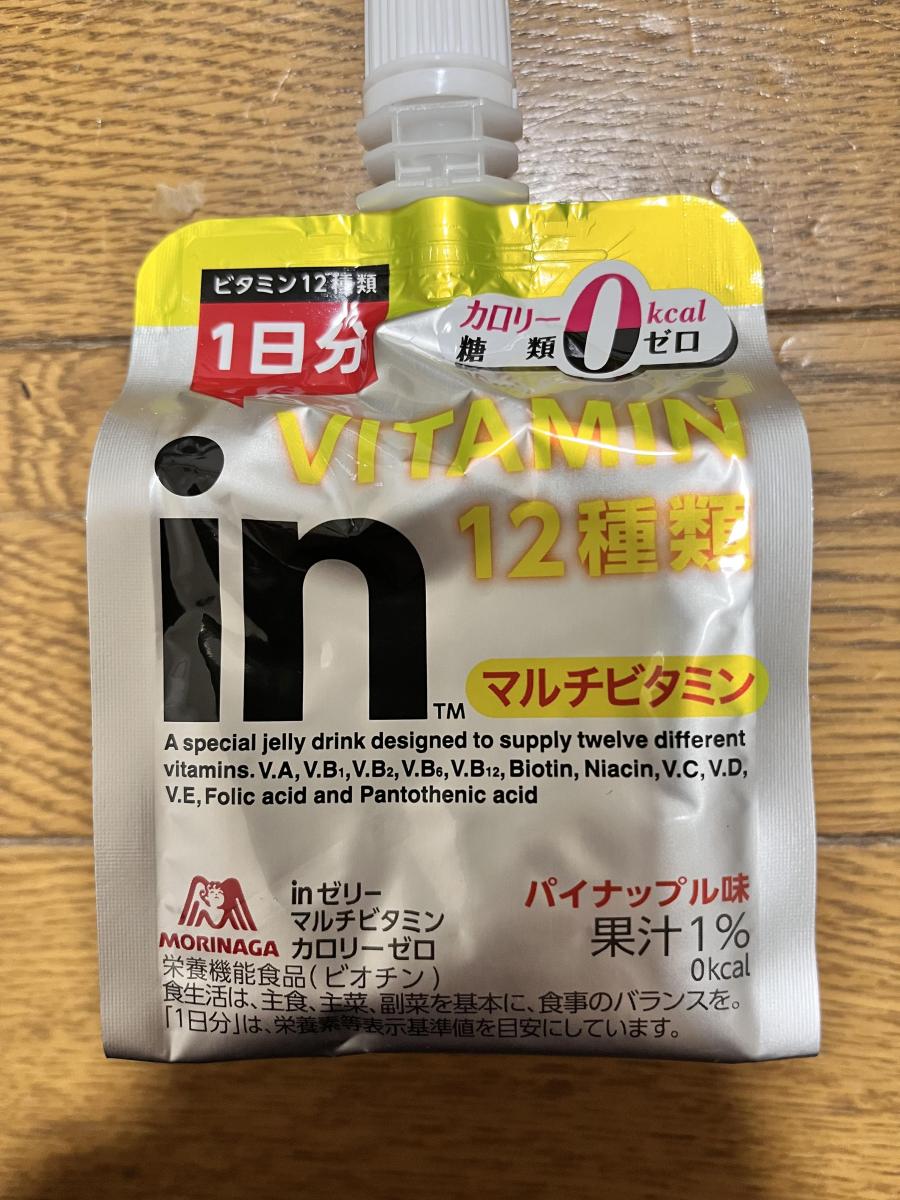 ビタミン12種類
1日分
カロリー0kcal
糖類ゼロ
VITAMIN
12種類
in
TM
マルチビタミン
A special jelly drink designed to supply twelve different
vitamins. V.A, V.B1, V.B2, V.B6, V.B12, Biotin, Niacin, V.C, V.D,
V.E, Folic acid and Pantothenic acid
MORINAGA
inゼリー
マルチビタミン
カロリーゼロ
パイナップル味
果汁1%
0kcal
栄養機能食品(ビオチン)
食生活は、主食、主菜、副菜を基本に、食事のバランスを。
「1日分」は、栄養素等表示基準値を目安にしています。